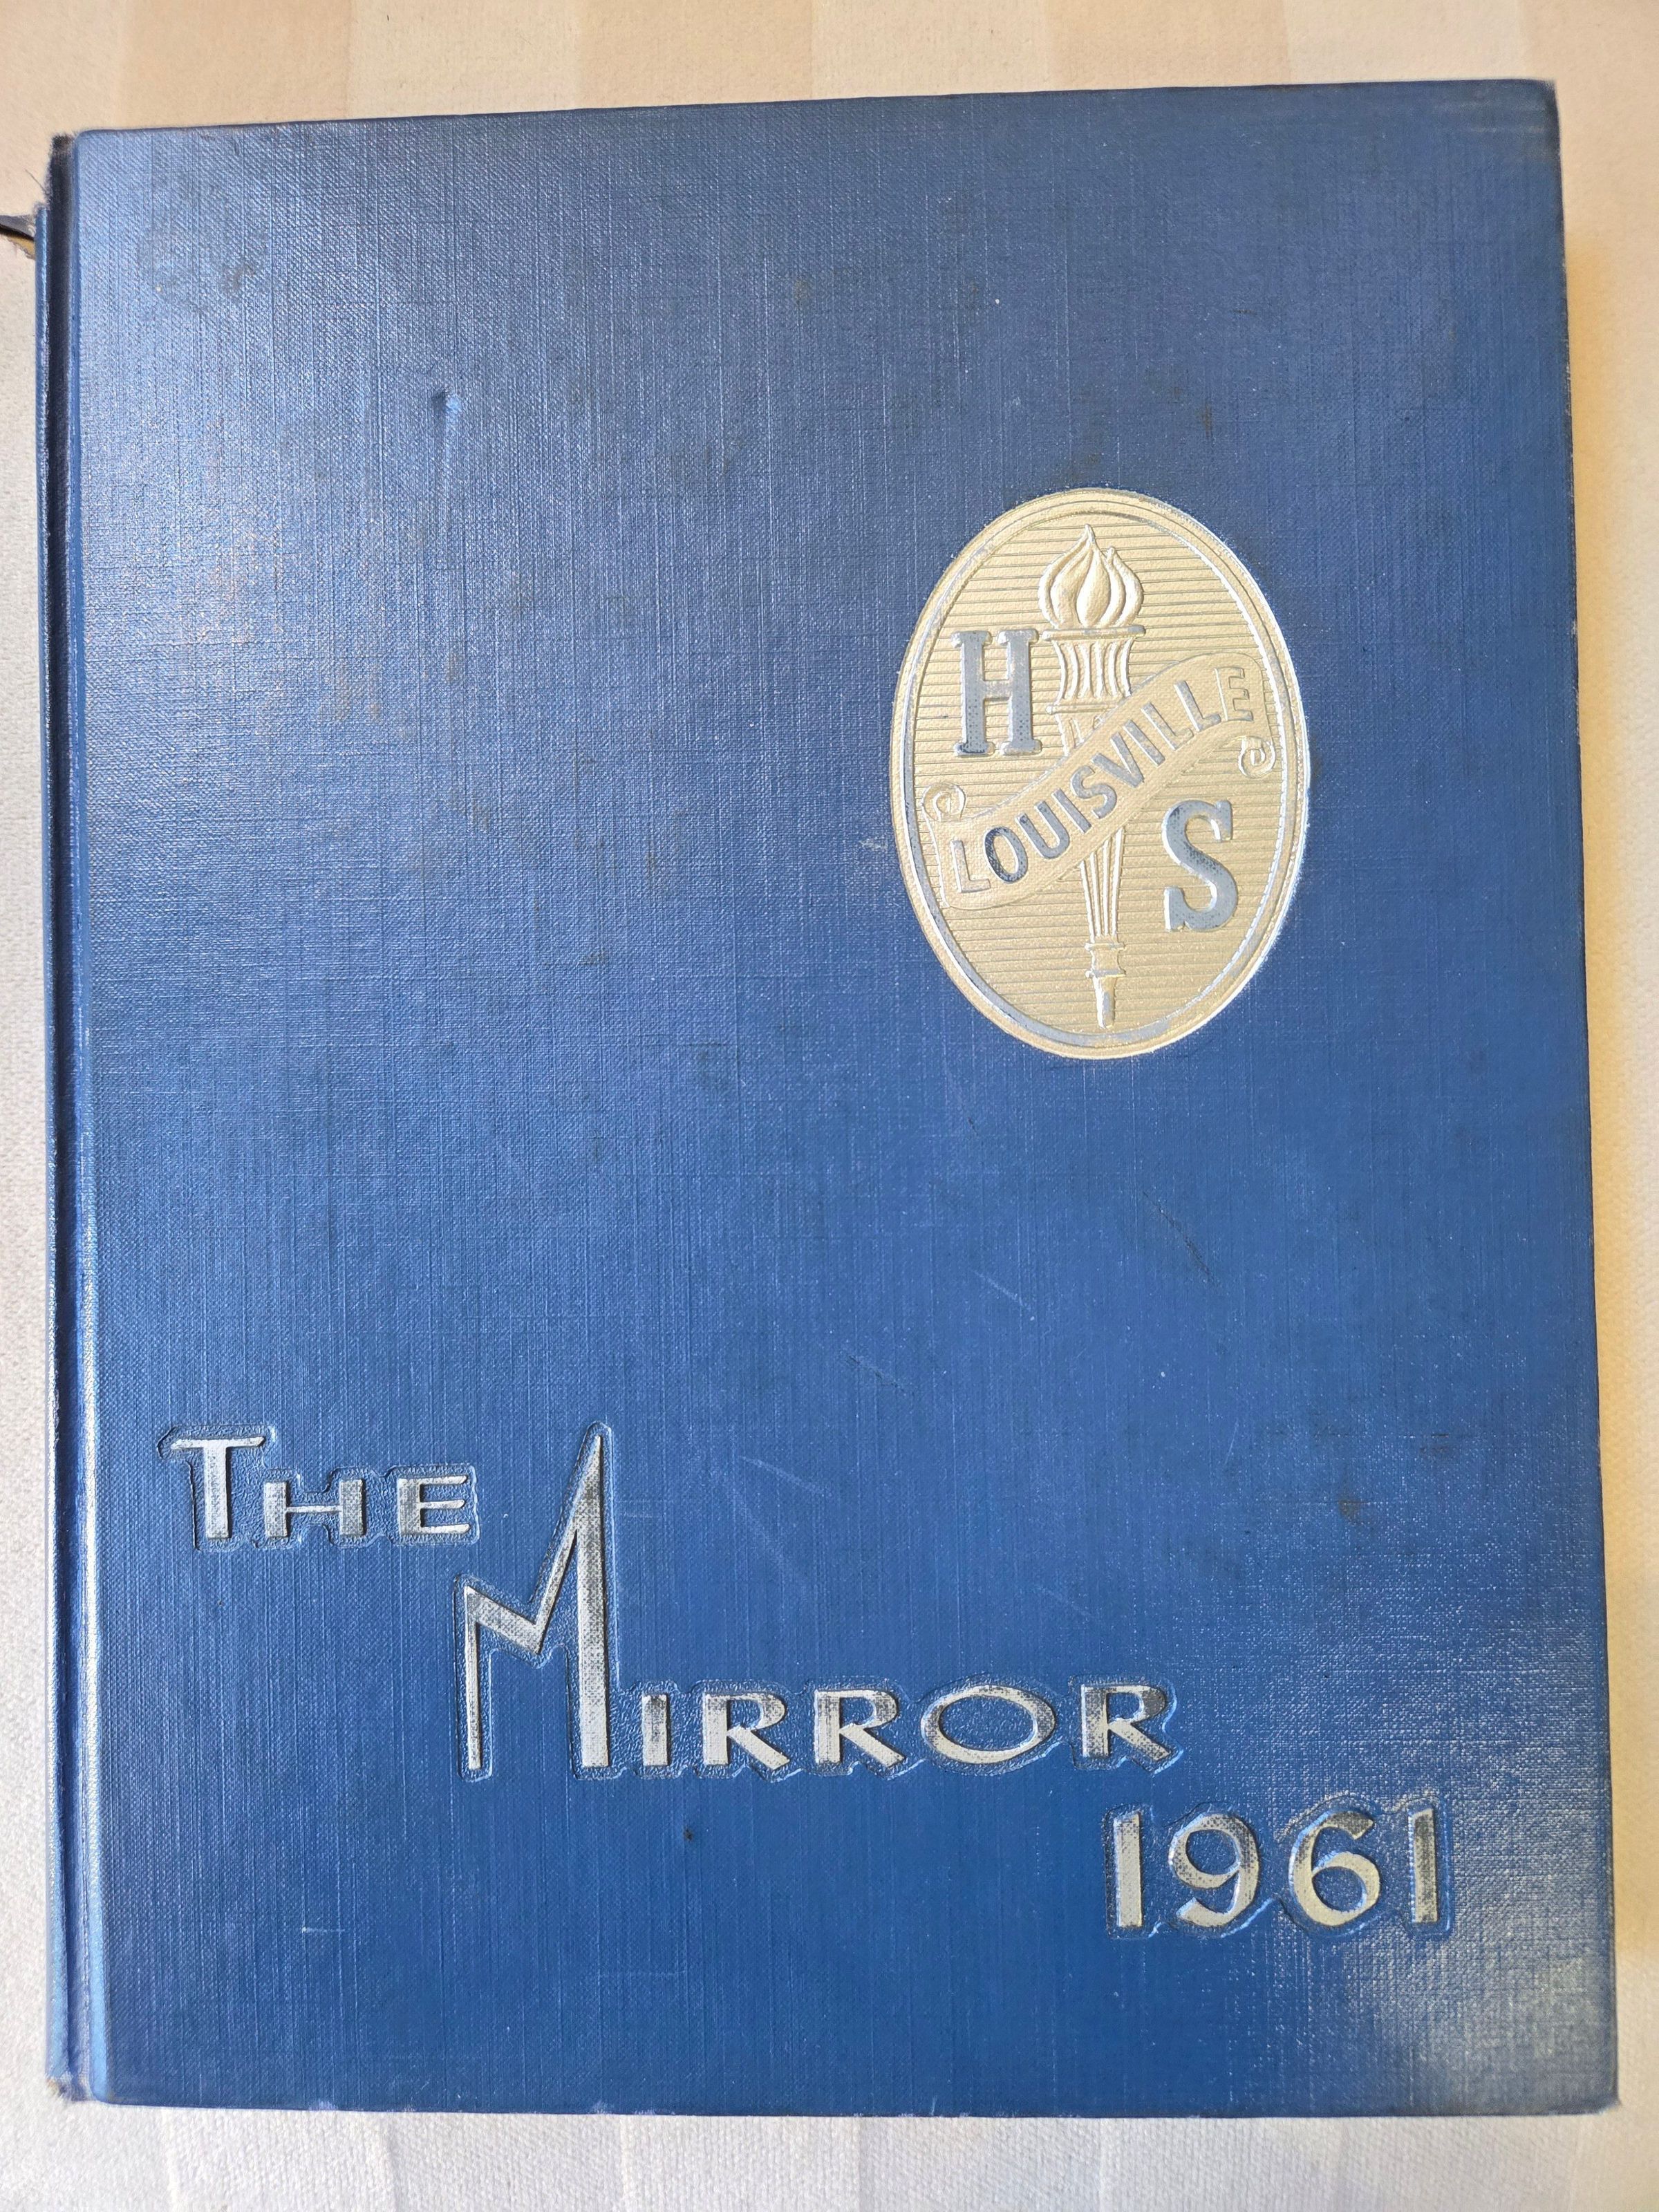 H
LOUISVILLE
S
THE
MIRROR
1961